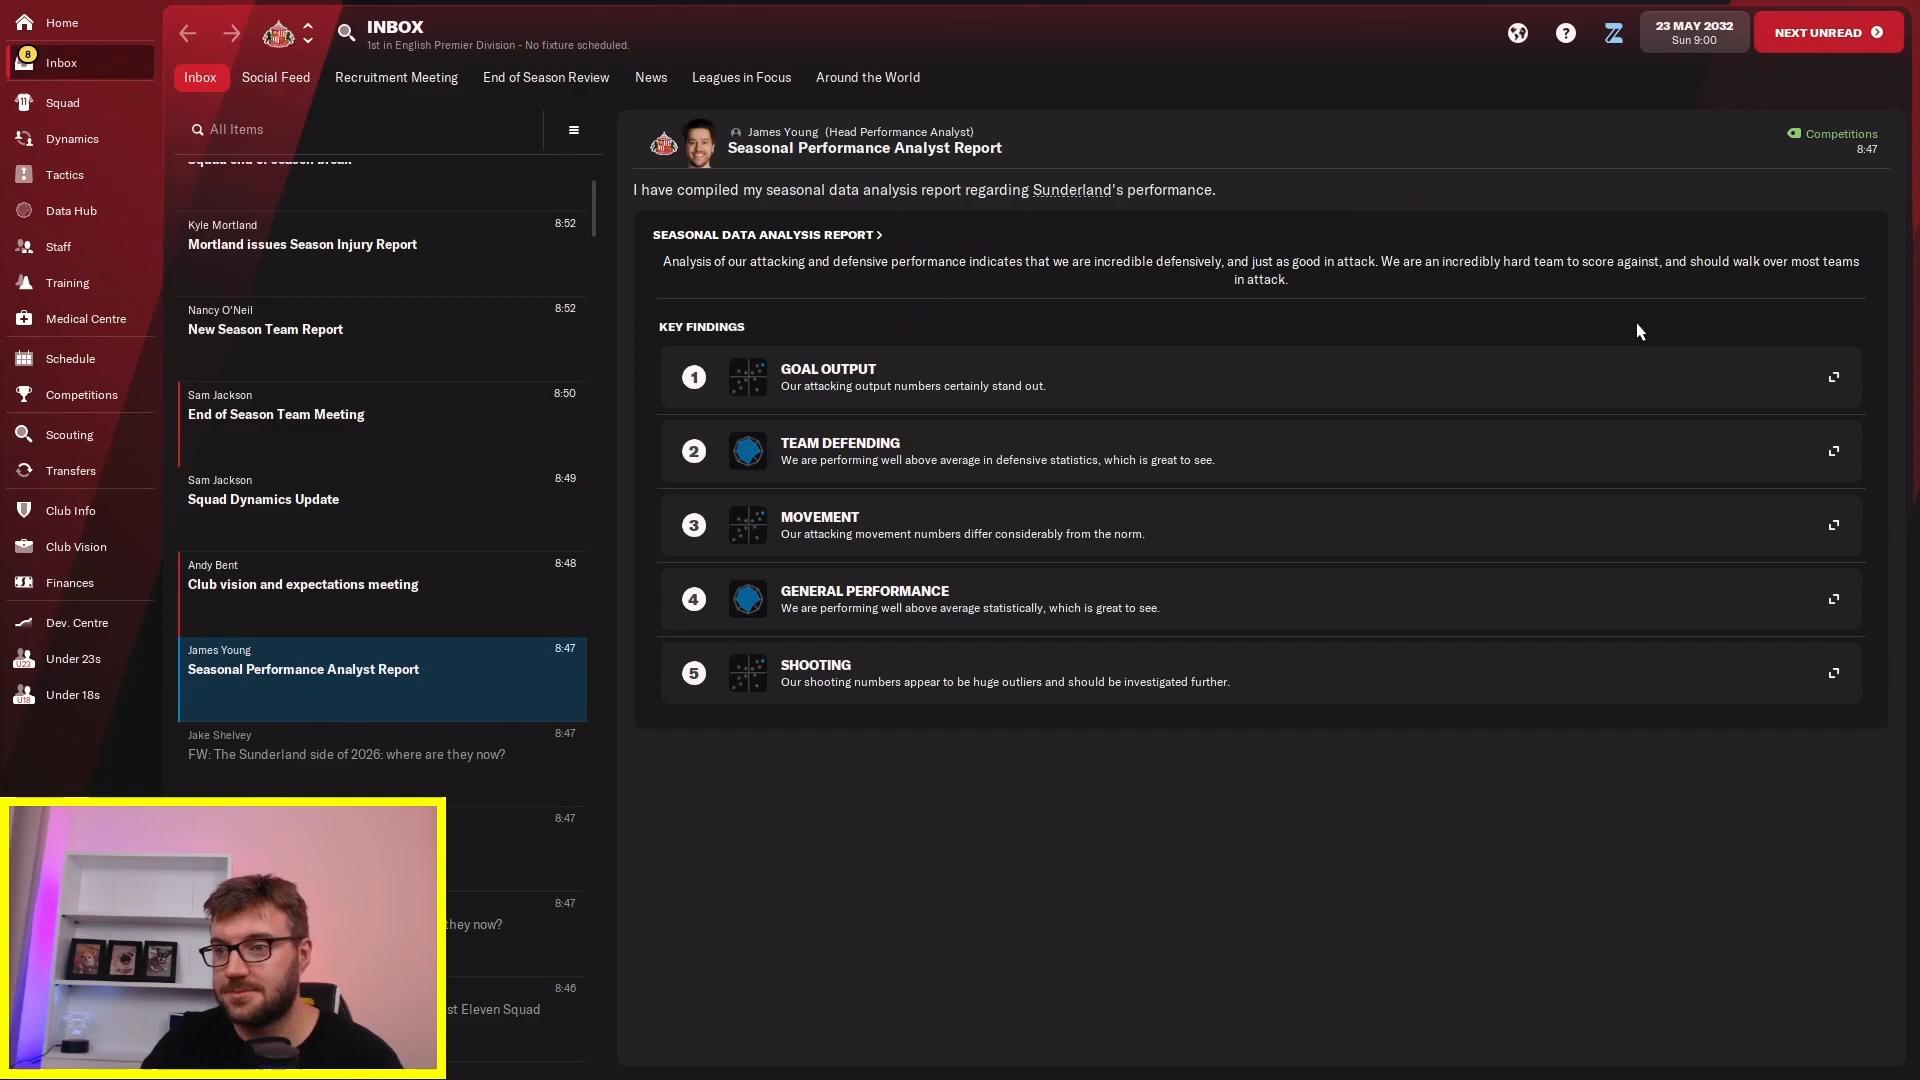 Home
Inbox
8
Squad
Dynamics
Tactics
Data Hub
Staff
Training
Medical Centre
Schedule
Competitions
Scouting
Transfers
Club Info
Club Vision
Finances
Dev. Centre
U23
Under 23s
U18
Under 18s
INBOX
1st in English Premier Division - No fixture scheduled.
23 MAY 2032
Sun 9:00
NEXT UNREAD
Inbox
Social Feed
Recruitment Meeting
End of Season Review
News
Leagues in Focus
Around the World
All Items
Squad end of season break
Kyle Mortland
8:52
Mortland issues Season Injury Report
Nancy O'Neil
8:52
New Season Team Report
Sam Jackson
8:50
End of Season Team Meeting
Sam Jackson
8:49
Squad Dynamics Update
Andy Bent
8:48
Club vision and expectations meeting
James Young
8:47
Seasonal Performance Analyst Report
Jake Shelvey
8:47
FW: The Sunderland side of 2026: where are they now?
8:47
8:47
they now?
8:46
st Eleven Squad
James Young (Head Performance Analyst)
Seasonal Performance Analyst Report
Competitions
8:47
I have compiled my seasonal data analysis report regarding Sunderland's performance.
SEASONAL DATA ANALYSIS REPORT >
Analysis of our attacking and defensive performance indicates that we are incredible defensively, and just as good in attack. We are an incredibly hard team to score against, and should walk over most teams
in attack.
KEY FINDINGS
1
GOAL OUTPUT
Our attacking output numbers certainly stand out.
2
TEAM DEFENDING
We are performing well above average in defensive statistics, which is great to see.
3
MOVEMENT
Our attacking movement numbers differ considerably from the norm.
4
GENERAL PERFORMANCE
We are performing well above average statistically, which is great to see.
5
SHOOTING
Our shooting numbers appear to be huge outliers and should be investigated further.